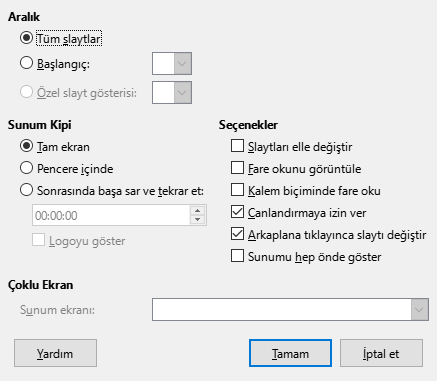 Aralık
Tüm slaytlar
Başlangıç:
Özel slayt gösterisi:
Sunum Kipi
Tam ekran
Pencere içinde
Sonrasında başa sar ve tekrar et:
00:00:00
Logoyu göster
Seçenekler
Slaytları elle değiştir
Fare okunu görüntüle
Kalem biçiminde fare oku
Canlandırmaya izin ver
Arkaplana tıklayınca slaytı değiştir
Sunumu hep önde göster
Çoklu Ekran
Sunum ekranı:
Yardım
Tamam
İptal et